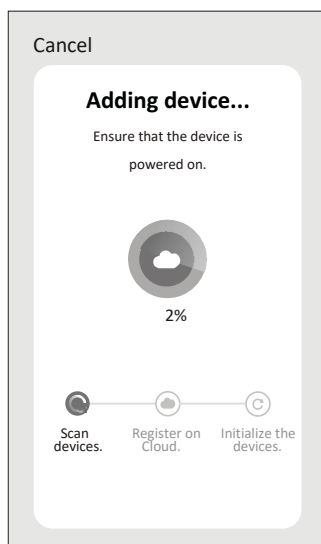 Cancel
Adding device...
Ensure that the device is
powered on.
2%
Scan
devices.
Register on
Cloud.
Initialize the
devices.